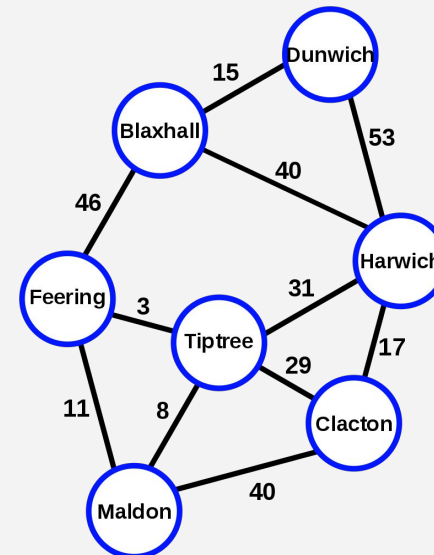 Dunwich
15
Blaxhall
53
40
46
Harwich
Feering
31
3
Tiptree
17
29
11
8
Clacton
40
Maldon